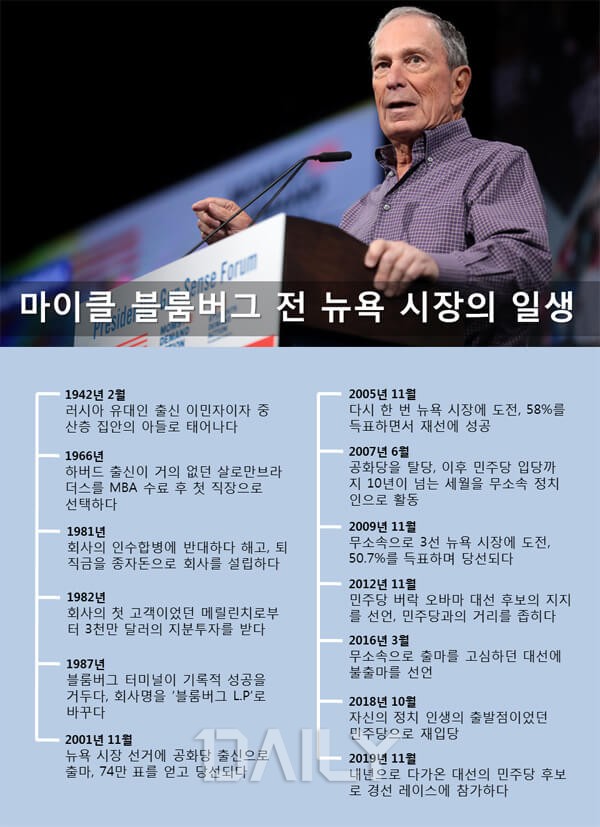 President Gun Sense Forum
MOMS
DEMAND
ACTION
마이클 블룸버그 전 뉴욕 시장의 일생
1942년 2월
러시아 유대인 출신 이민자이자 중
산층 집안의 아들로 태어나다
1966년
하버드 출신이 거의 없던 살로만브라
더스를 MBA 수료 후 첫 직장으로
선택하다
1981년
회사의 인수합병에 반대하다 해고, 퇴
직금을 종자돈으로 회사를 설립하다
1982년
회사의 첫 고객이었던 메릴린치로부
터 3천만 달러의 지분투자를 받다
1987년
블룸버그 터미널이 기록적 성공을
거두다, 회사명을 '블룸버그 L.P'로
바꾸다
2001년 11월
뉴욕 시장 선거에 공화당 출신으로
출마, 74만 표를 얻고 당선되다
2005년 11월
다시 한 번 뉴욕 시장에 도전, 58%를
득표하면서 재선에 성공
2007년 6월
공화당을 탈당, 이후 민주당 입당까
지 10년이 넘는 세월을 무소속 정치
인으로 활동
2009년 11월
무소속으로 3선 뉴욕 시장에 도전,
50.7%를 득표하며 당선되다
2012년 11월
민주당 버락 오바마 대선 후보의 지지
를 선언, 민주당과의 거리를 좁히다
2016년 3월
무소속으로 출마를 고심하던 대선에
불출마를 선언
2018년 10월
자신의 정치 인생의 출발점이었던
민주당으로 재입당
2019년 11월
내년으로 다가온 대선의 민주당 후보
로 경선 레이스에 참가하다
1DAILY